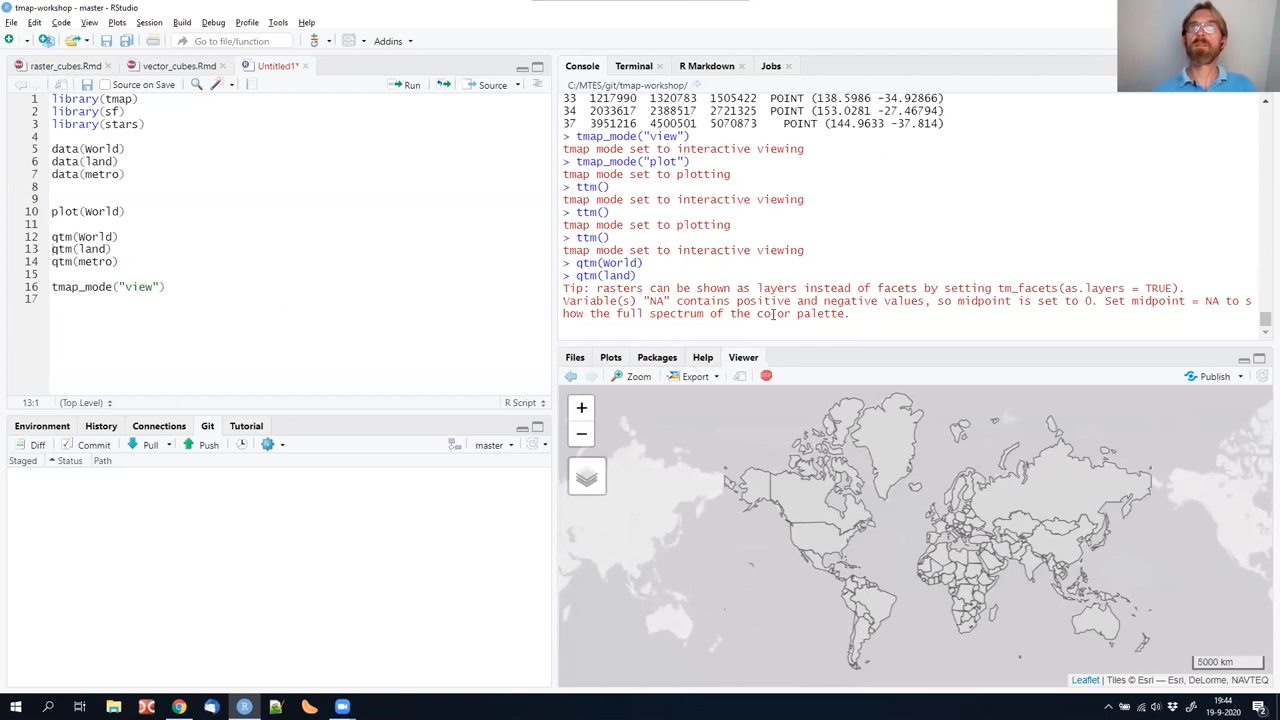 tmap-workshop - master - RStudio
File Edit Code View Plots Session Build Debug Profile Tools Help
Go to file/function Addins
raster_cubes.Rmd vector_cubes.Rmd Untitled1*
Source on Save Run Source
1 library(tmap)
2 library(sf)
3 library(stars)
4
5 data(World)
6 data(land)
7 data(metro)
8
9
10 plot(World)
11
12 qtm(World)
13 qtm(land)
14 qtm(metro)
15
16 tmap_mode("view")
17
13:1 (Top Level) R Script
Environment History Connections Git Tutorial
Diff Commit Pull Push master
Staged Status Path
Console Terminal R Markdown Jobs
C:/MTES/git/tmap-workshop/
33 1217990 1320783 1505422 POINT (138.5986 -34.92866)
34 2033617 2388517 2721325 POINT (153.0281 -27.46794)
37 3951216 4500501 5070873 POINT (144.9633 -37.814)
> tmap_mode("view")
tmap mode set to interactive viewing
> tmap_mode("plot")
tmap mode set to plotting
> ttm()
tmap mode set to interactive viewing
> ttm()
tmap mode set to plotting
> ttm()
tmap mode set to interactive viewing
> qtm(World)
> qtm(land)
Tip: rasters can be shown as layers instead of facets by setting tm_facets(as.layers = TRUE).
Variable(s) "NA" contains positive and negative values, so midpoint is set to 0. Set midpoint = NA to s
how the full spectrum of the color palette.
Files Plots Packages Help Viewer
Zoom Export Publish
+
−
5000 km
Leaflet | Tiles © Esri — Esri, DeLorme, NAVTEQ
19:44
19-9-2020
2